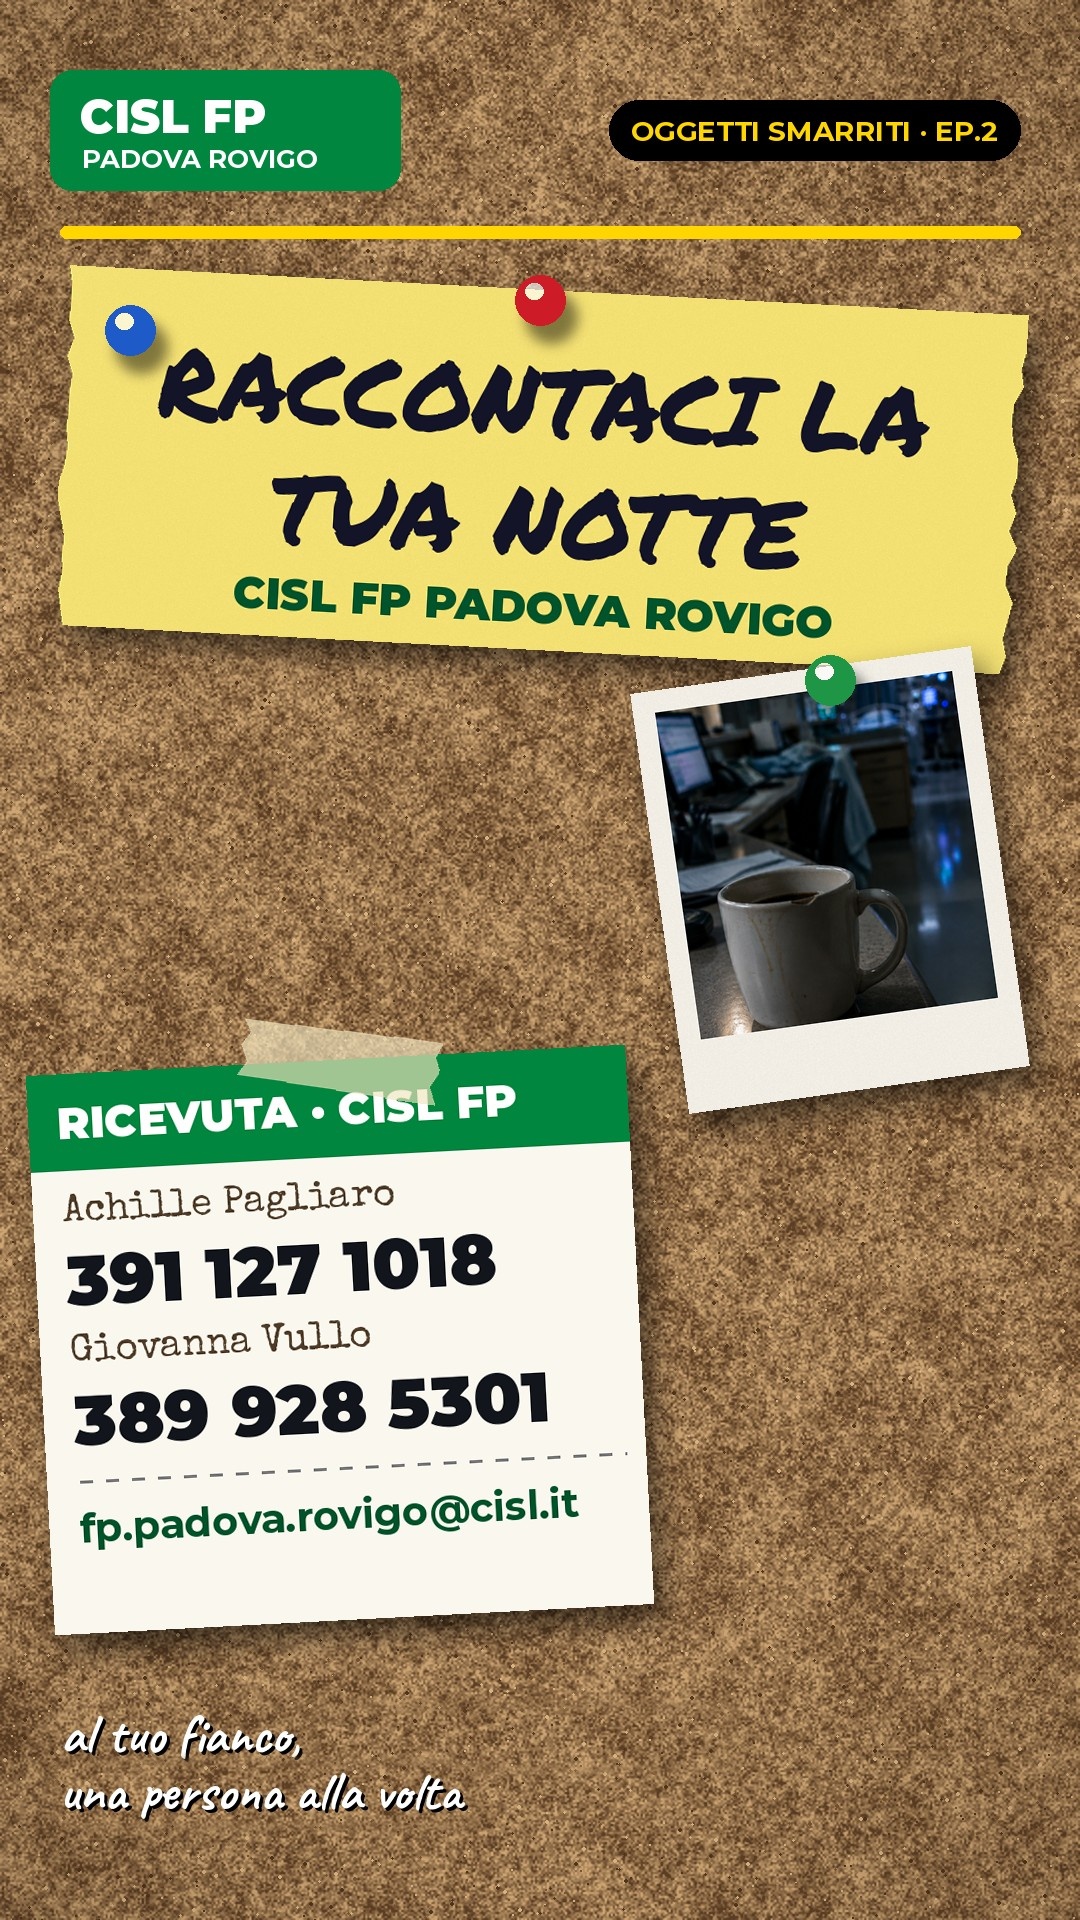 CISL FP
PADOVA ROVIGO
OGGETTI SMARRITI · EP.2
RACCONTACI LA
TUA NOTTE
CISL FP PADOVA ROVIGO
RICEVUTA • CISL FP
Achille Pagliaro
391 127 1018
Giovanna Vullo
389 928 5301
fp.padova.rovigo@cisl.it
al tuo fianco,
una persona alla volta